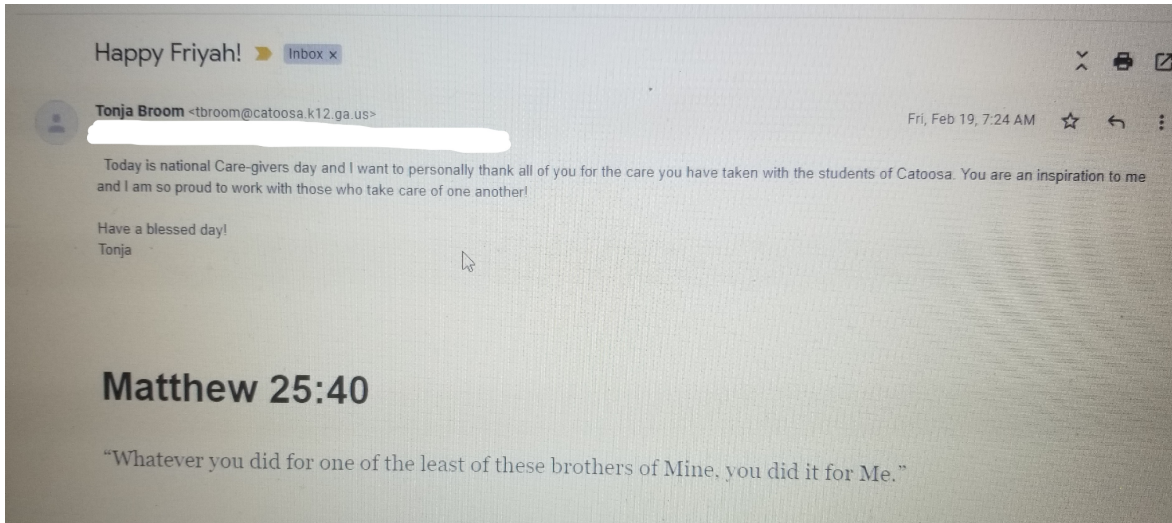 Happy Friyah! Inbox x
Tonja Broom <tbroom@catoosa.k12.ga.us>
Fri, Feb 19, 7:24 AM
Today is national Care-givers day and I want to personally thank all of you for the care you have taken with the students of Catoosa. You are an inspiration to me
and I am so proud to work with those who take care of one another!
Have a blessed day!
Tonja
Matthew 25:40
“Whatever you did for one of the least of these brothers of Mine, you did it for Me.”